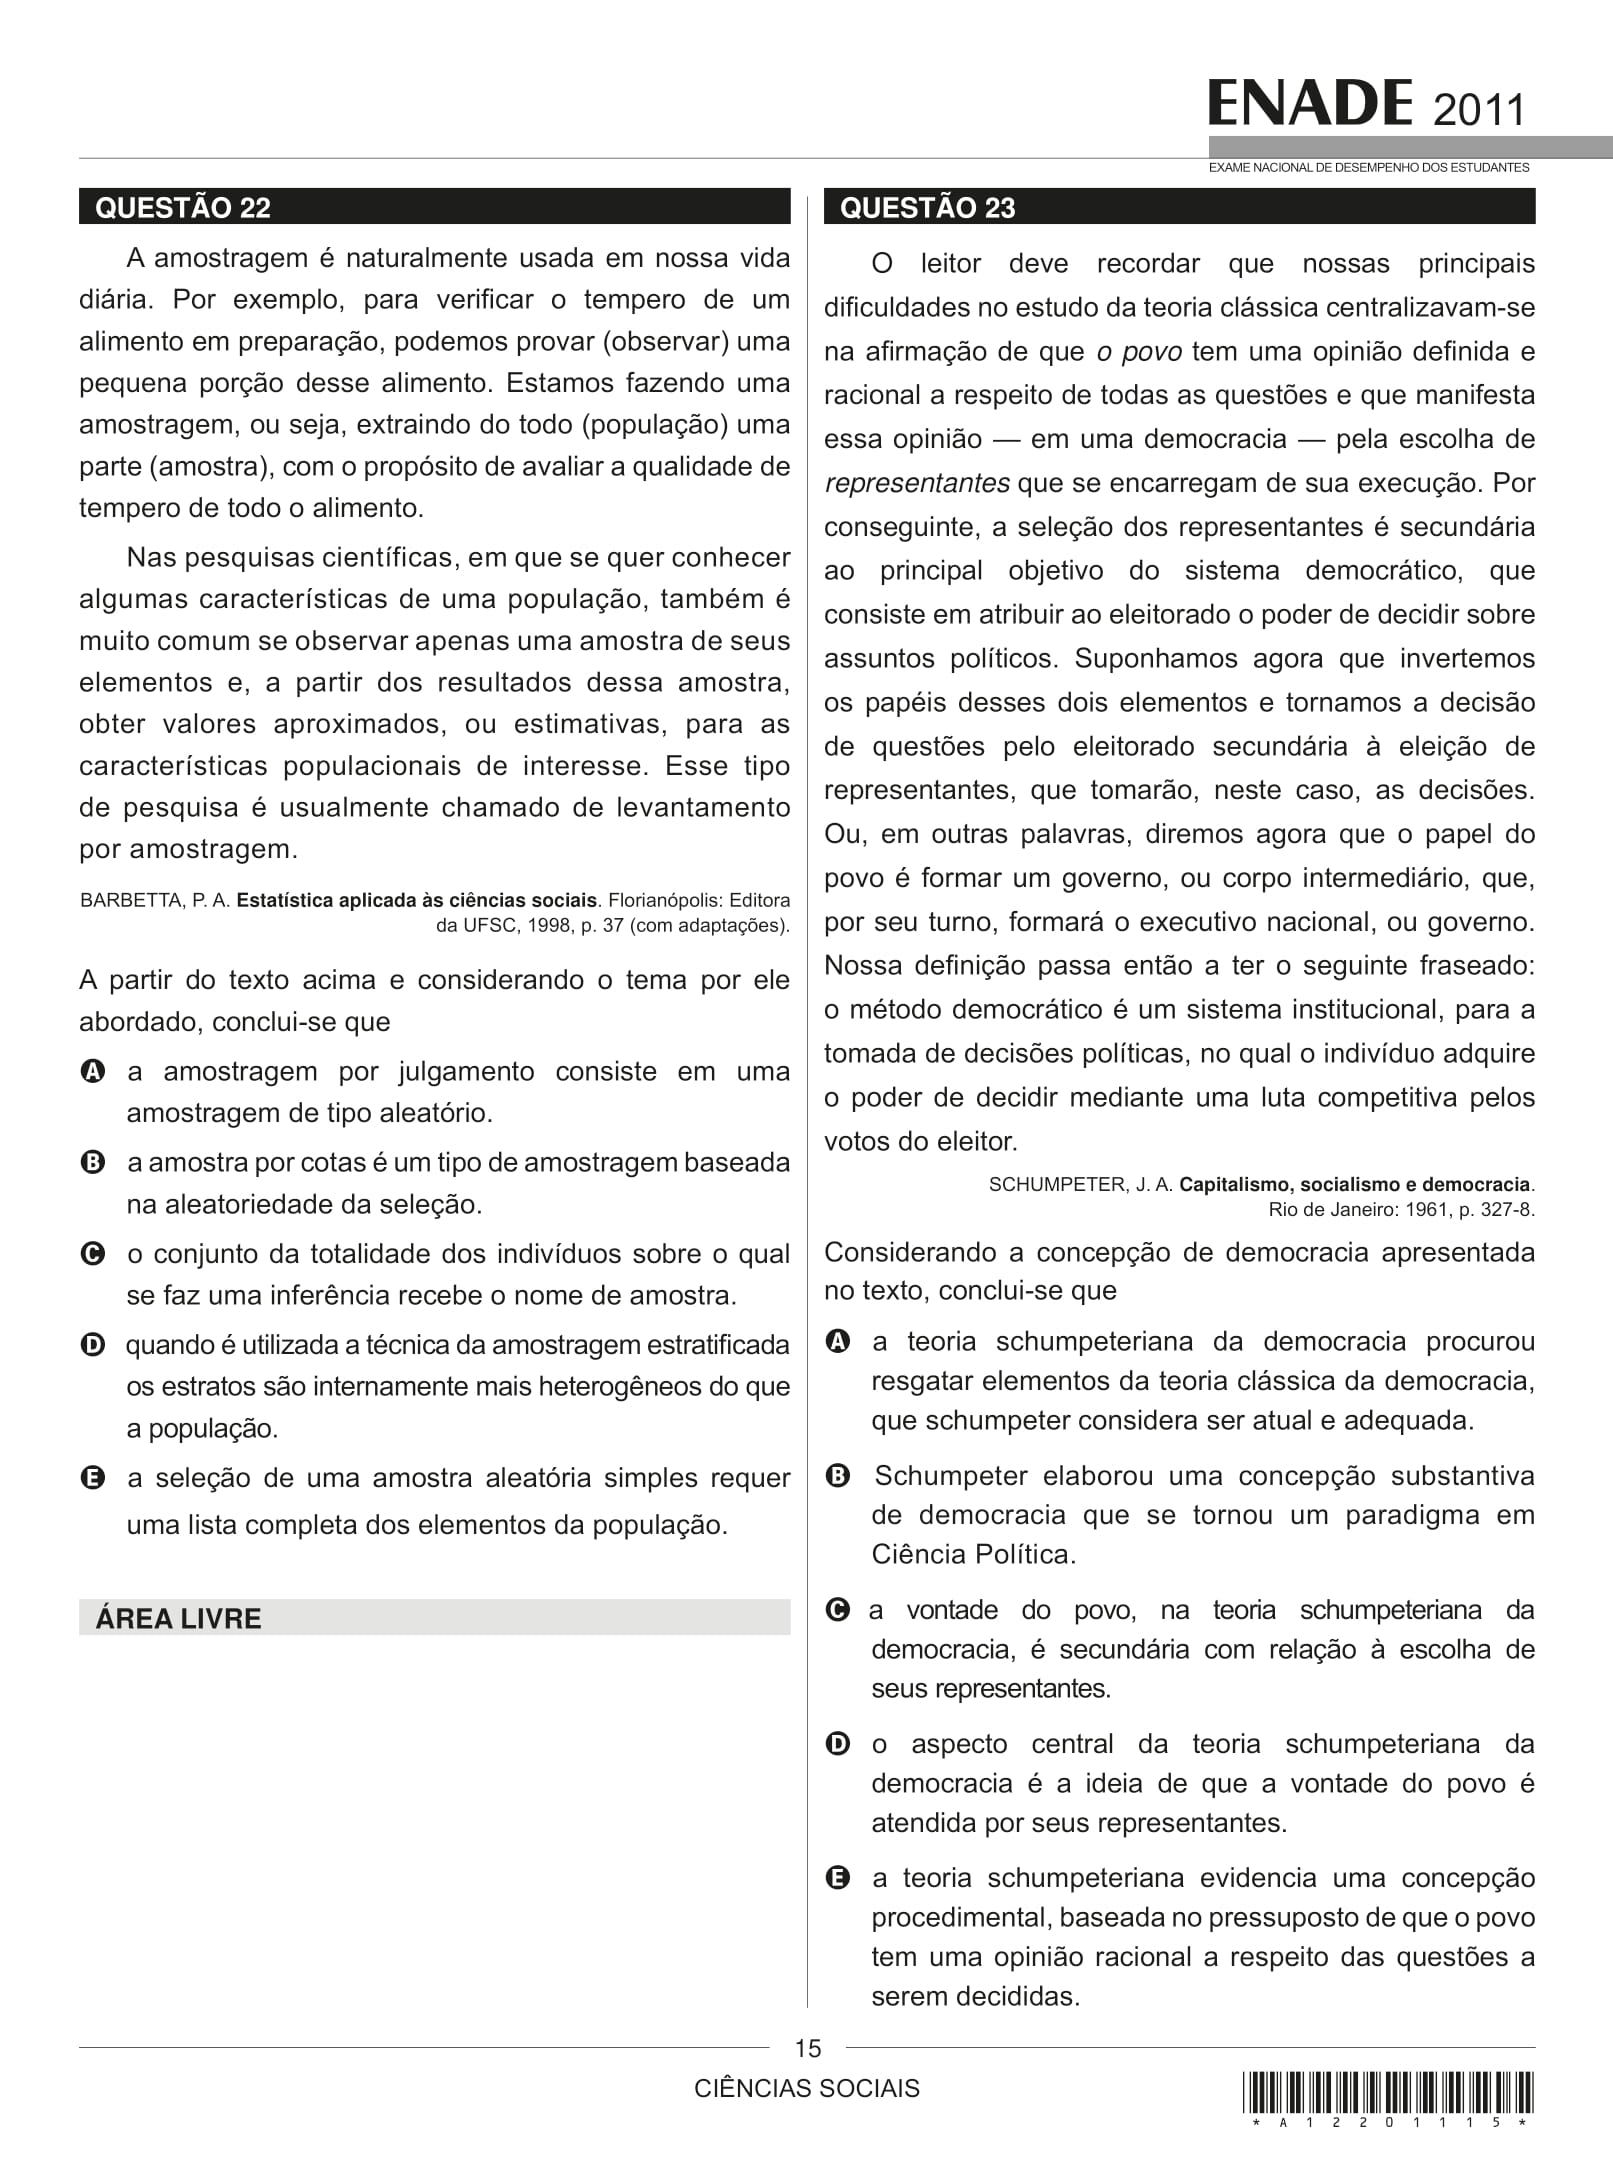 ENADE 2011
EXAME NACIONAL DE DESEMPENHO DOS ESTUDANTES
QUESTÃO 22
A amostragem é naturalmente usada em nossa vida
diária. Por exemplo, para verificar o tempero de um
alimento em preparação, podemos provar (observar) uma
pequena porção desse alimento. Estamos fazendo uma
amostragem, ou seja, extraindo do todo (população) uma
parte (amostra), com o propósito de avaliar a qualidade de
tempero de todo o alimento.
Nas pesquisas científicas, em que se quer conhecer
algumas características de uma população, também é
muito comum se observar apenas uma amostra de seus
elementos e, a partir dos resultados dessa amostra,
obter valores aproximados, ou estimativas, para as
características populacionais de interesse. Esse tipo
de pesquisa é usualmente chamado de levantamento
por amostragem.
BARBETTA, P. A. Estatística aplicada às ciências sociais. Florianópolis: Editora
da UFSC, 1998, p. 37 (com adaptações).
A partir do texto acima e considerando o tema por ele
abordado, conclui-se que
A a amostragem por julgamento consiste em uma
amostragem de tipo aleatório.
B a amostra por cotas é um tipo de amostragem baseada
na aleatoriedade da seleção.
C o conjunto da totalidade dos indivíduos sobre o qual
se faz uma inferência recebe o nome de amostra.
D quando é utilizada a técnica da amostragem estratificada
os estratos são internamente mais heterogêneos do que
a população.
E a seleção de uma amostra aleatória simples requer
uma lista completa dos elementos da população.
ÁREA LIVRE
QUESTÃO 23
O leitor deve recordar que nossas principais
dificuldades no estudo da teoria clássica centralizavam-se
na afirmação de que o povo tem uma opinião definida e
racional a respeito de todas as questões e que manifesta
essa opinião — em uma democracia — pela escolha de
representantes que se encarregam de sua execução. Por
conseguinte, a seleção dos representantes é secundária
ao principal objetivo do sistema democrático, que
consiste em atribuir ao eleitorado o poder de decidir sobre
assuntos políticos. Suponhamos agora que invertemos
os papéis desses dois elementos e tornamos a decisão
de questões pelo eleitorado secundária à eleição de
representantes, que tomarão, neste caso, as decisões.
Ou, em outras palavras, diremos agora que o papel do
povo é formar um governo, ou corpo intermediário, que,
por seu turno, formará o executivo nacional, ou governo.
Nossa definição passa então a ter o seguinte fraseado:
o método democrático é um sistema institucional, para a
tomada de decisões políticas, no qual o indivíduo adquire
o poder de decidir mediante uma luta competitiva pelos
votos do eleitor.
SCHUMPETER, J. A. Capitalismo, socialismo e democracia.
Rio de Janeiro: 1961, p. 327-8.
Considerando a concepção de democracia apresentada
no texto, conclui-se que
A a teoria schumpeteriana da democracia procurou
resgatar elementos da teoria clássica da democracia,
que schumpeter considera ser atual e adequada.
B Schumpeter elaborou uma concepção substantiva
de democracia que se tornou um paradigma em
Ciência Política.
C a vontade do povo, na teoria schumpeteriana da
democracia, é secundária com relação à escolha de
seus representantes.
D o aspecto central da teoria schumpeteriana da
democracia é a ideia de que a vontade do povo é
atendida por seus representantes.
E a teoria schumpeteriana evidencia uma concepção
procedimental, baseada no pressuposto de que o povo
tem uma opinião racional a respeito das questões a
serem decididas.
15
CIÊNCIAS SOCIAIS
* A 1 2 2 0 1 1 1 5 *